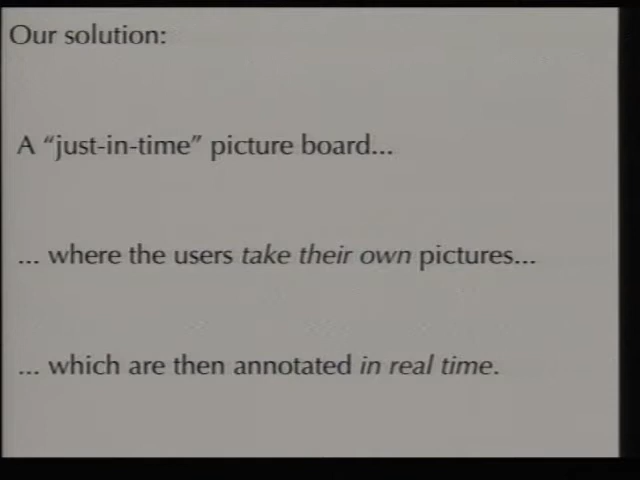 Our solution:
A “just-in-time” picture board...
... where the users take their own pictures...
... which are then annotated in real time.